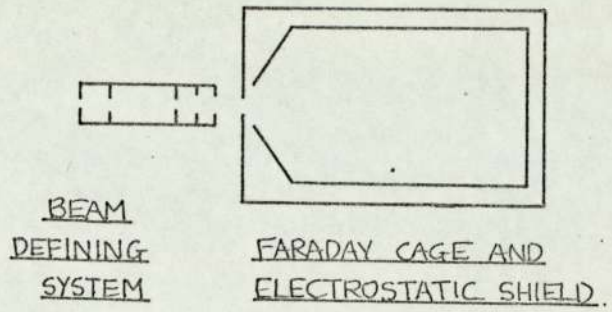 BEAM
DEFINING
SYSTEM
FARADAY CAGE AND
ELECTROSTATIC SHIELD.